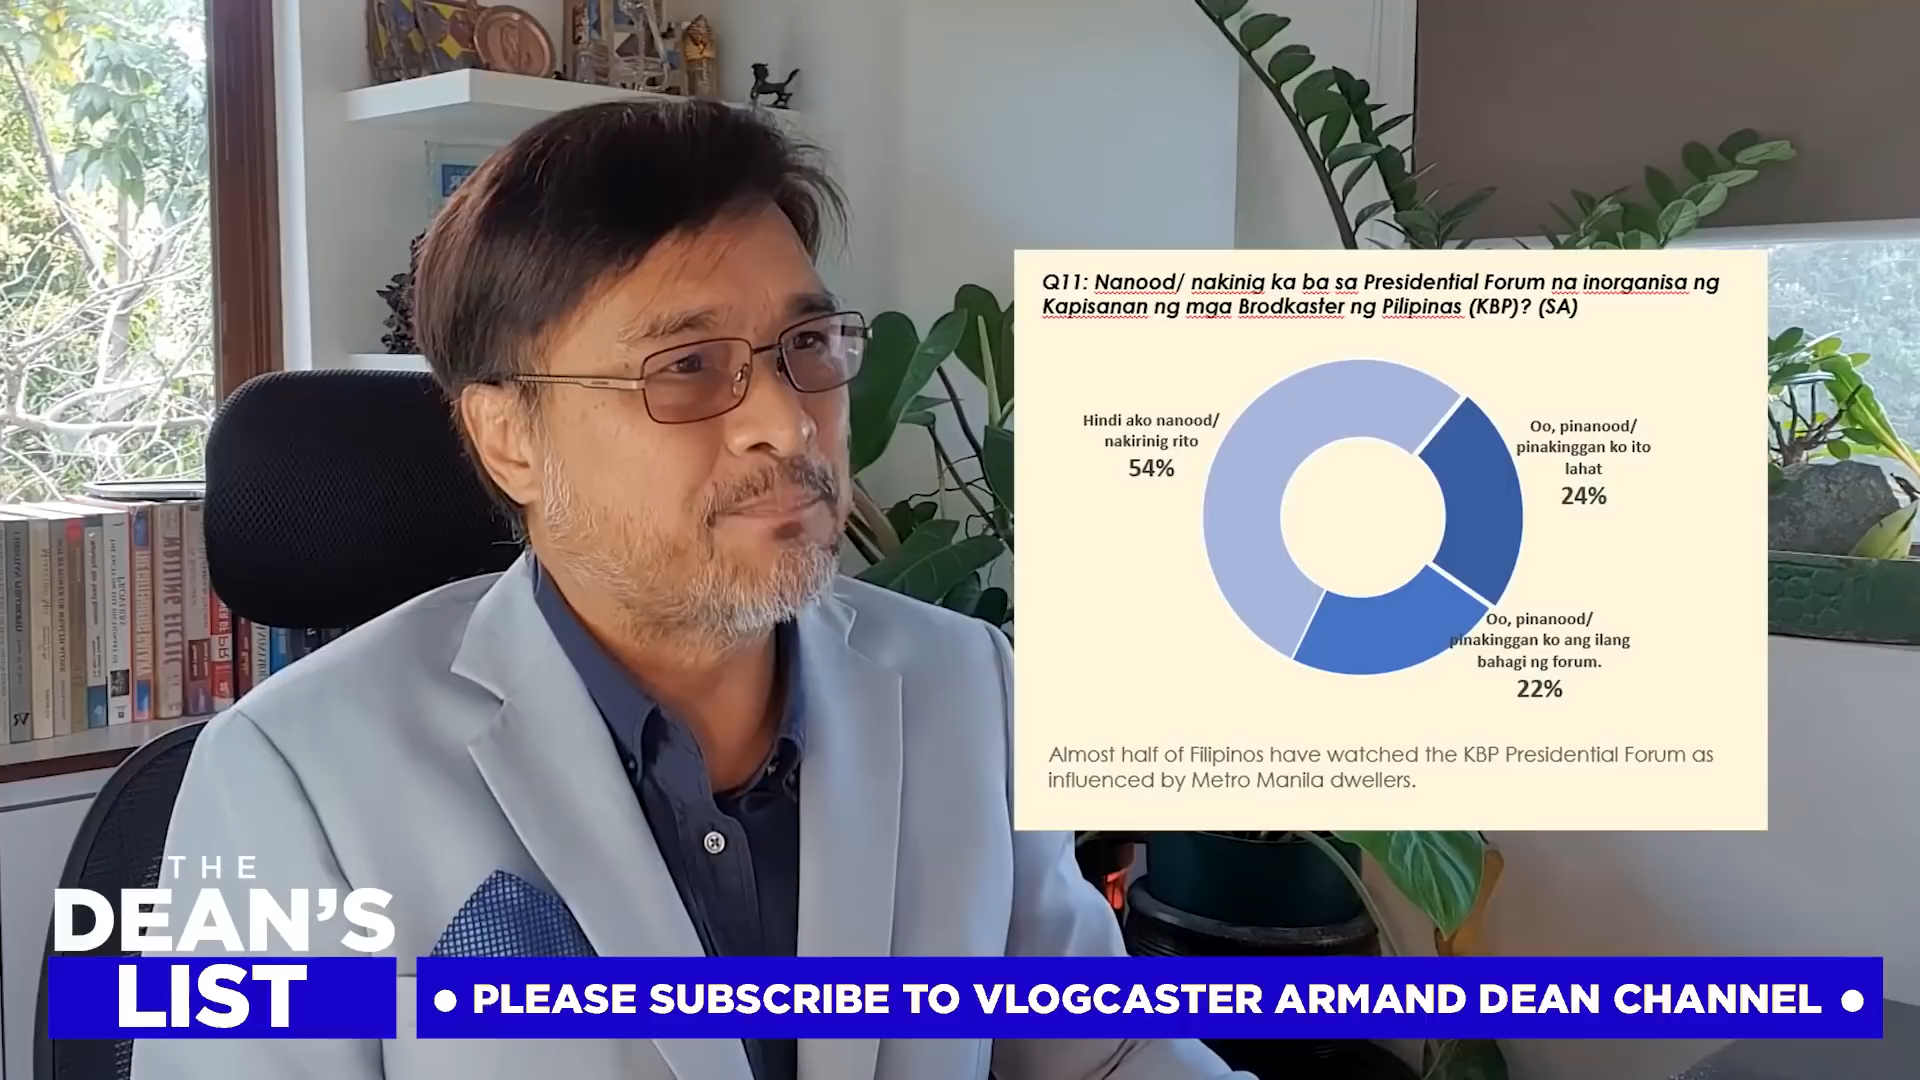 Q11: Nanood/ nakinig ka ba sa Presidential Forum na inorganisa ng
Kapisanan ng mga Brodkaster ng Pilipinas (KBP)? (SA)
Hindi ako nanood/
nakirinig rito
54%
Oo, pinanood/
pinakinggan ko ito
lahat
24%
Oo, pinanood/
pinakinggan ko ang ilang
bahagi ng forum.
22%
Almost half of Filipinos have watched the KBP Presidential Forum as
influenced by Metro Manila dwellers.
THE
DEAN'S
LIST
• PLEASE SUBSCRIBE TO VLOGCASTER ARMAND DEAN CHANNEL •